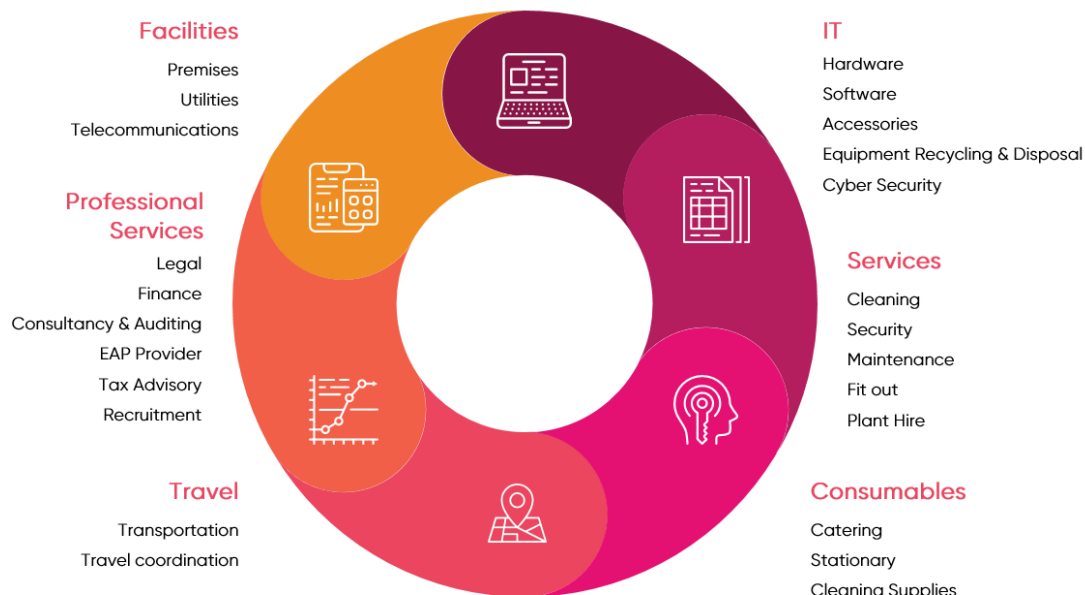 Facilities
Premises
Utilities
Telecommunications
Professional
Services
Legal
Finance
Consultancy & Auditing
EAP Provider
Tax Advisory
Recruitment
Travel
Transportation
Travel coordination
IT
Hardware
Software
Accessories
Equipment Recycling & Disposal
Cyber Security
Services
Cleaning
Security
Maintenance
Fit out
Plant Hire
Consumables
Catering
Stationary
Cleaning Supplies